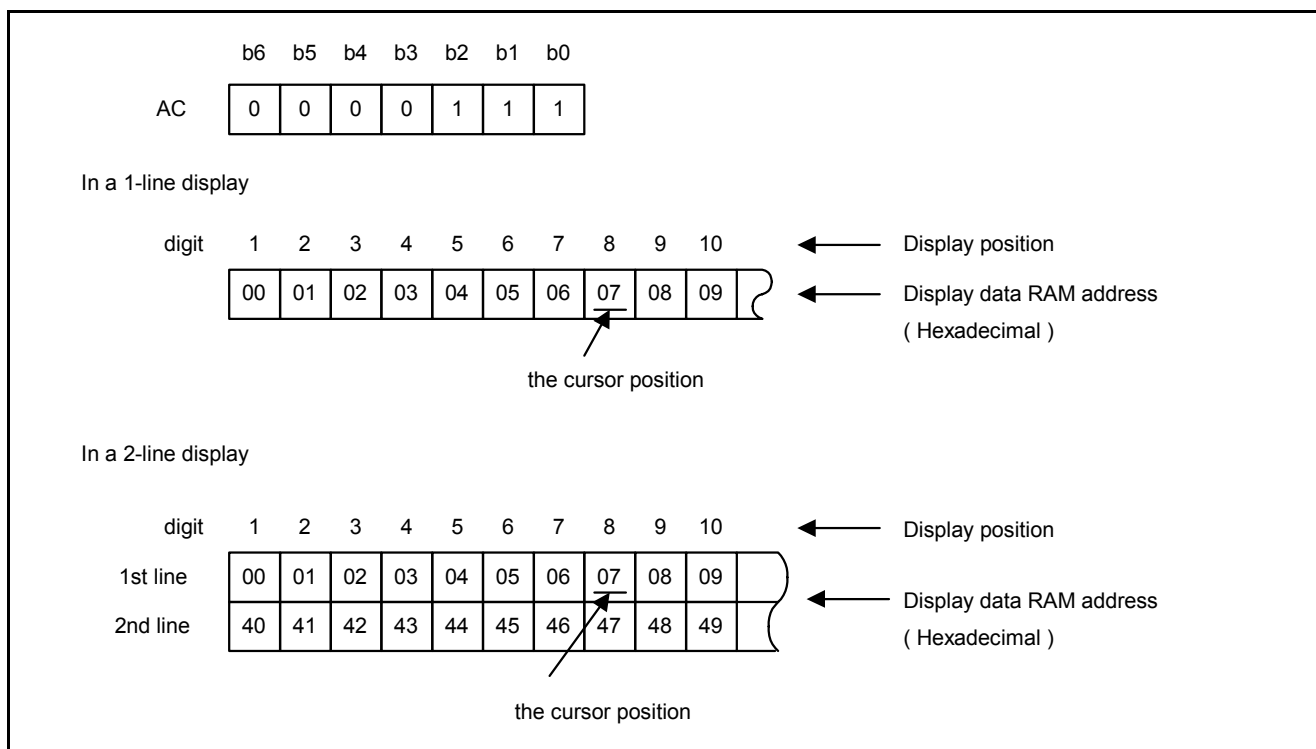 b6 b5 b4 b3 b2 b1 b0
AC 0 0 0 0 1 1 1
In a 1-line display
digit 1 2 3 4 5 6 7 8 9 10 Display position
00 01 02 03 04 05 06 07 08 09 Display data RAM address
( Hexadecimal )
the cursor position
In a 2-line display
digit 1 2 3 4 5 6 7 8 9 10 Display position
1st line 00 01 02 03 04 05 06 07 08 09
Display data RAM address
2nd line 40 41 42 43 44 45 46 47 48 49
( Hexadecimal )
the cursor position